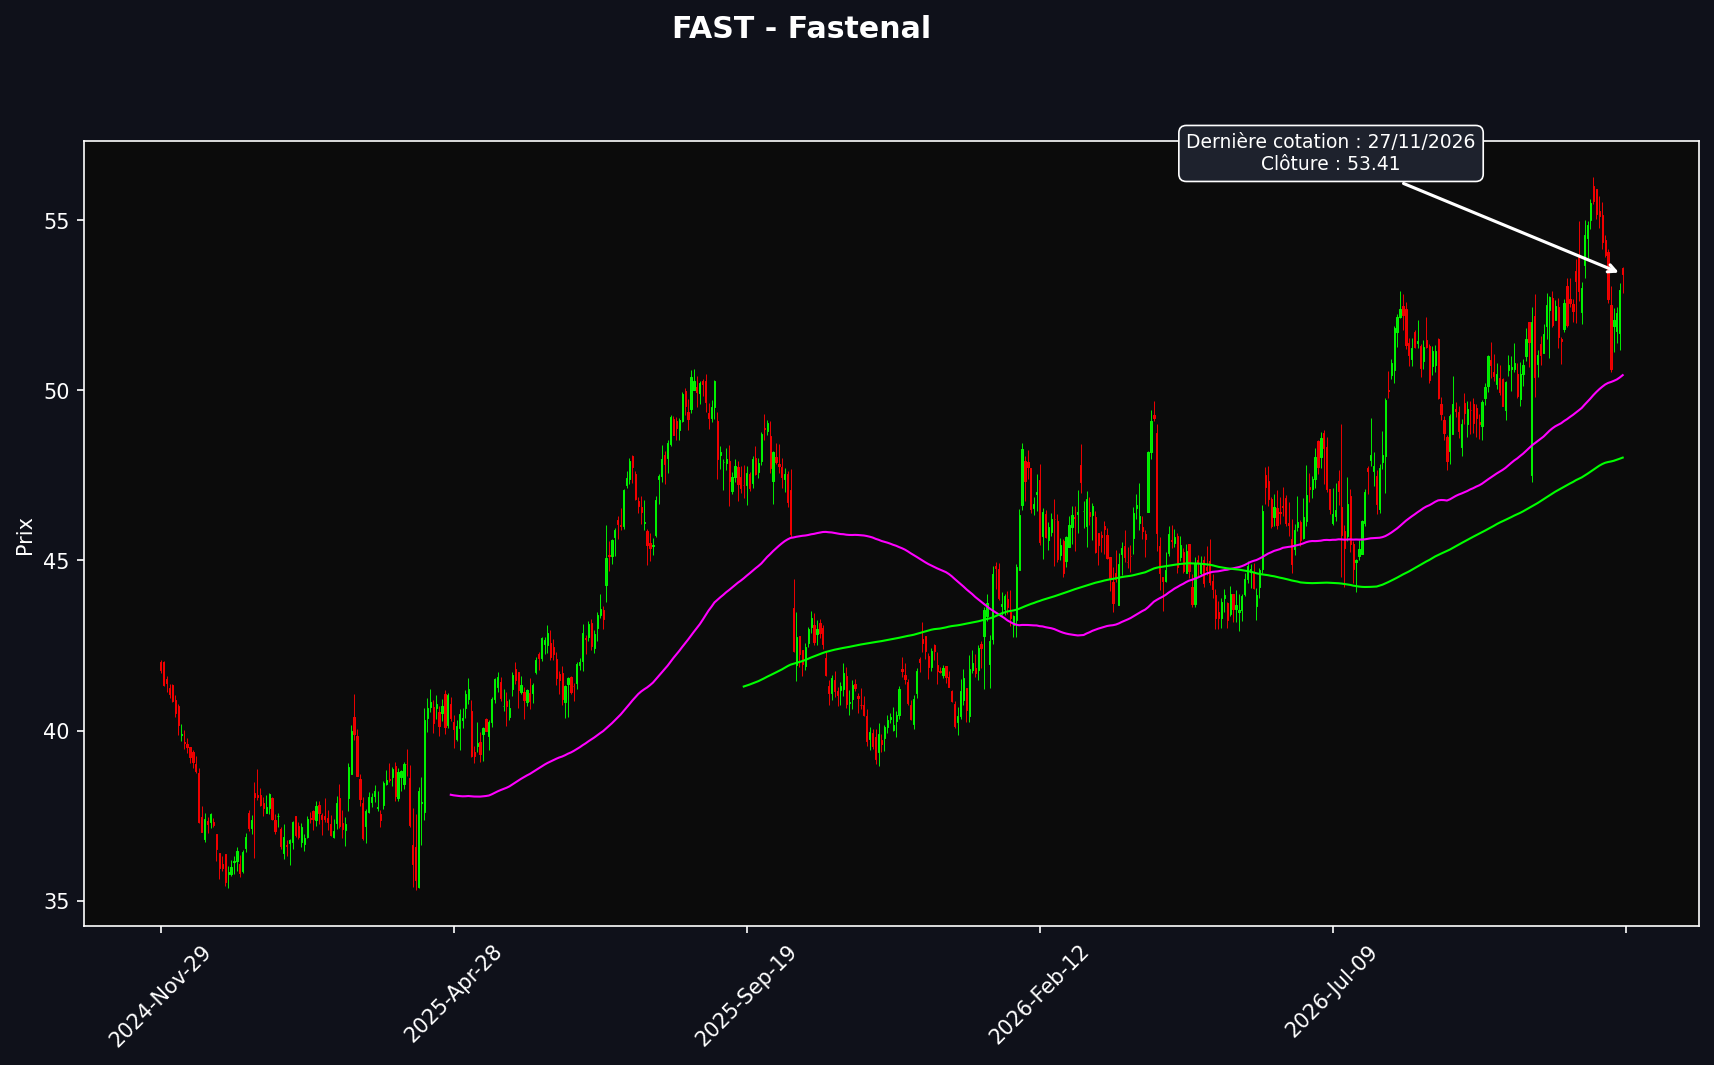 FAST - Fastenal
Dernière cotation : 27/11/2026
Clôture : 53.41
Prix
55
50
45
40
35
2024-Nov-29
2025-Apr-28
2025-Sep-19
2026-Feb-12
2026-Jul-09